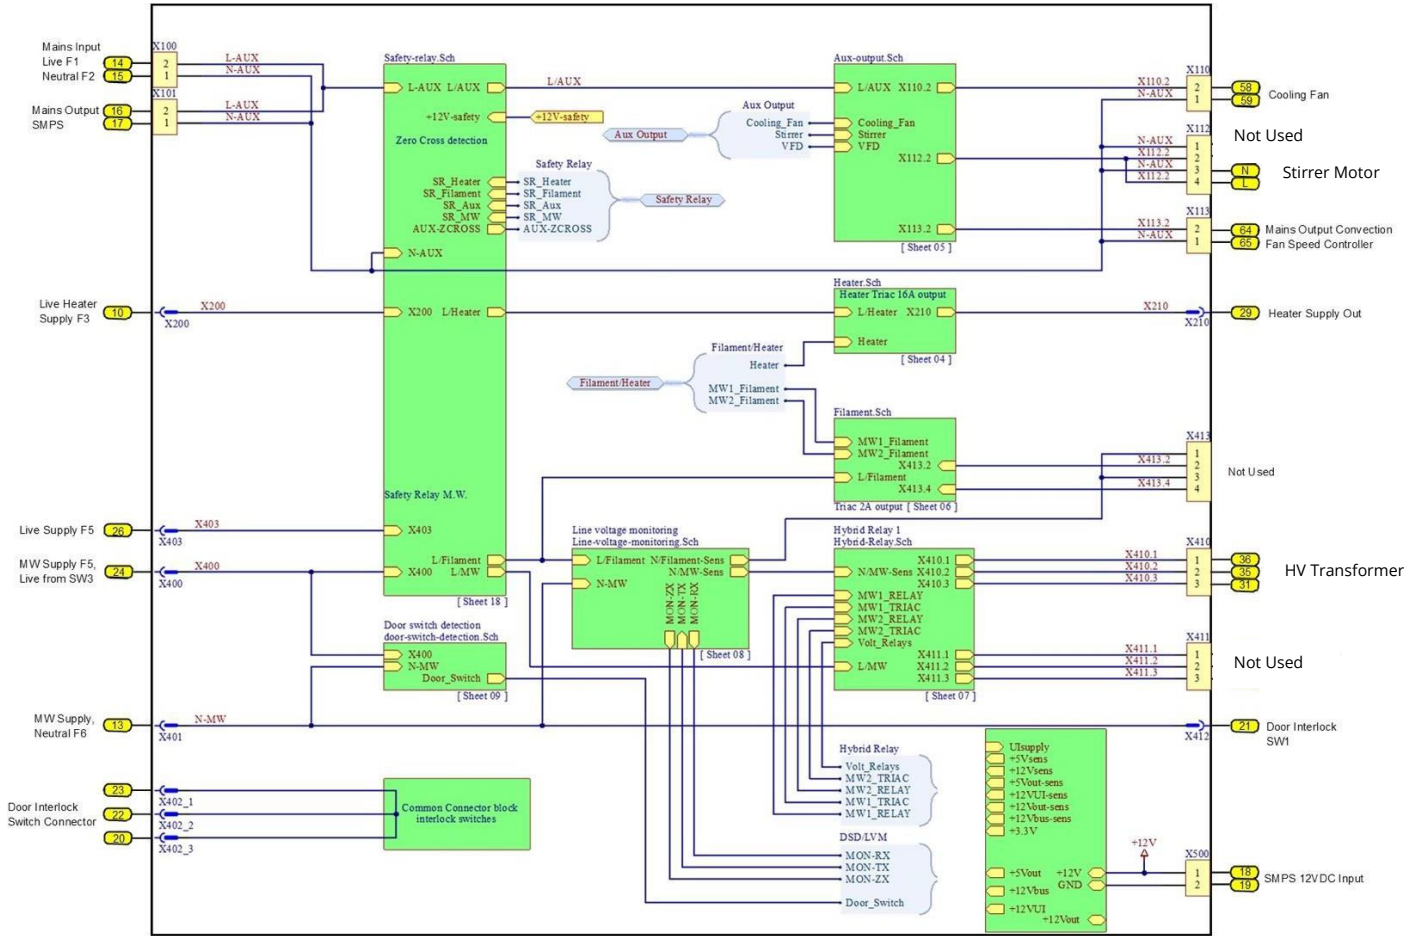 Mains Input
Live F1
Neutral F2
14
15
X100
2
1
L-AUX
N-AUX
Mains Output
SMPS
16
17
X101
2
1
L-AUX
N-AUX
Safety-relay.Sch
L-AUX L/AUX
L/AUX
+12V-safety
+12V-safety
Zero Cross detection
SR_Heater
SR_Filament
SR_Aux
SR_MW
AUX-ZCROSS
Safety Relay
SR_Heater
SR_Filament
SR_Aux
SR_MW
AUX-ZCROSS
Safety Relay
N-AUX
Aux Output
Aux Output
Cooling_Fan
Stirrer
VFD
Aux-output.Sch
L/AUX X110.2
Cooling_Fan
Stirrer
VFD
X112.2
X113.2
[ Sheet 05 ]
X110.2
N-AUX
X110
2
1
58
59
Cooling Fan
X112
N-AUX
X112.2
N-AUX
X112.2
1
2
3
4
Not Used
N
L
Stirrer Motor
X113
X113.2
N-AUX
2
1
64
65
Mains Output Convection
Fan Speed Controller
Live Heater
Supply F3
10
X200
X200
X200 L/Heater
Heater.Sch
Heater Triac 16A output
L/Heater X210
Heater
[ Sheet 04 ]
X210
X210
29
Heater Supply Out
Filament/Heater
Heater
Filament/Heater
MW1_Filament
MW2_Filament
Filament.Sch
MW1_Filament
MW2_Filament
X413.2
L/Filament
X413.4
Triac 2A output [ Sheet 06 ]
X413
X413.2
X413.4
1
2
3
4
Not Used
Safety Relay M.W.
Live Supply F5
26
X403
X403
X403
MW Supply F5,
Live from SW3
24
X400
X400
L/Filament
X400 L/MW
[ Sheet 18 ]
Line voltage monitoring
Line-voltage-monitoring.Sch
L/Filament N/Filament-Sens
N/MW-Sens
N-MW
MON-ZX
MON-TX
MON-RX
[ Sheet 08 ]
Hybrid Relay 1
Hybrid-Relay.Sch
X410.1
N/MW-Sens X410.2
X410.3
MW1_RELAY
MW1_TRIAC
MW2_RELAY
MW2_TRIAC
Volt_Relays
X411.1
L/MW X411.2
X411.3
[ Sheet 07 ]
X410
X410.1
X410.2
X410.3
1
2
3
36
35
31
HV Transformer
X411
X411.1
X411.2
X411.3
1
2
3
Not Used
Door switch detection
door-switch-detection.Sch
X400
N-MW
Door_Switch
[ Sheet 09 ]
MW Supply,
Neutral F6
13
N-MW
X401
X412
21
Door Interlock
SW1
Door Interlock
Switch Connector
23
X402_1
22
X402_2
20
X402_3
Common Connector block
interlock switches
Hybrid Relay
Volt_Relays
MW2_TRIAC
MW2_RELAY
MW1_TRIAC
MW1_RELAY
DSD/LVM
MON-RX
MON-TX
MON-ZX
Door_Switch
UIsupply
+5Vsens
+12Vsens
+5Vout-sens
+12VUI-sens
+12Vout-sens
+12Vbus-sens
+3.3V
+5Vout +12V
GND
+12Vbus
+12VUI
+12Vout
+12V
X500
1
2
18
19
SMPS 12VDC Input